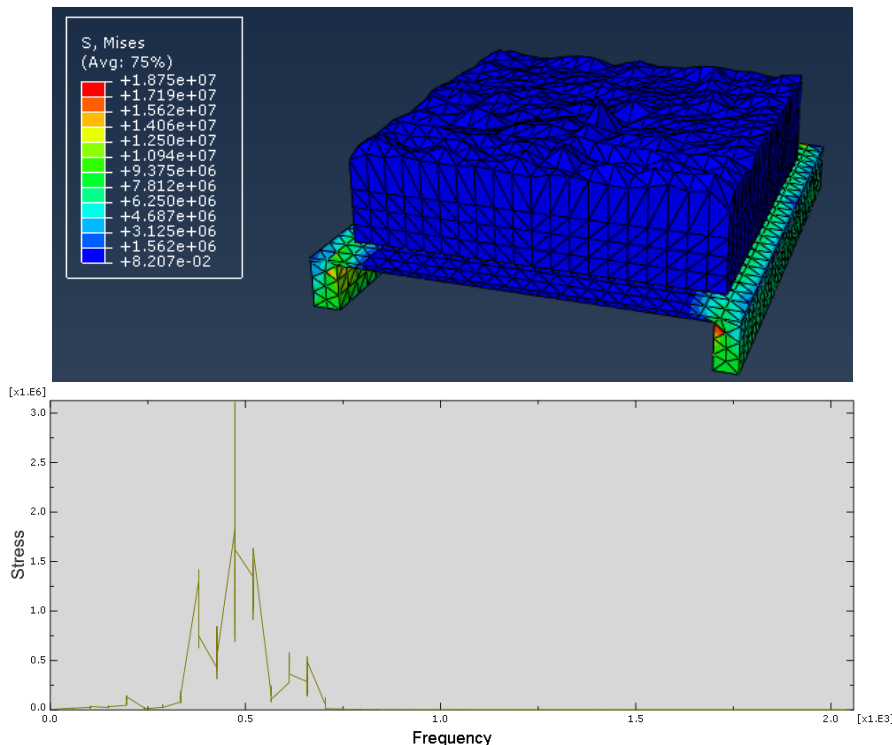 S, Mises
(Avg: 75%)
+1.875e+07
+1.719e+07
+1.562e+07
+1.406e+07
+1.250e+07
+1.094e+07
+9.375e+06
+7.812e+06
+6.250e+06
+4.687e+06
+3.125e+06
+1.562e+06
+8.207e-02
[x1.E6]
3.0
2.5
2.0
1.5
1.0
0.5
0.0
Stress
0.0 0.5 1.0 1.5 2.0 [x1.E3]
Frequency